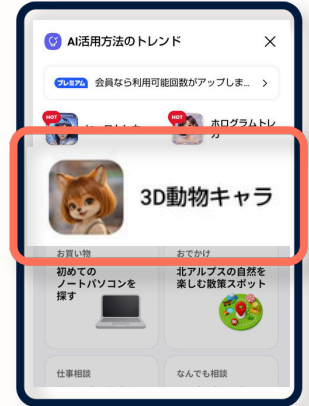 AI活用方法のトレンド
プレミアム 会員なら利用可能回数がアップしま...
HOT
HOT
ホログラムトレ
カ
3D動物キャラ
お買い物
初めての
ノートパソコンを
探す
おでかけ
北アルプスの自然を
楽しむ散策スポット
仕事相談
なんでも相談